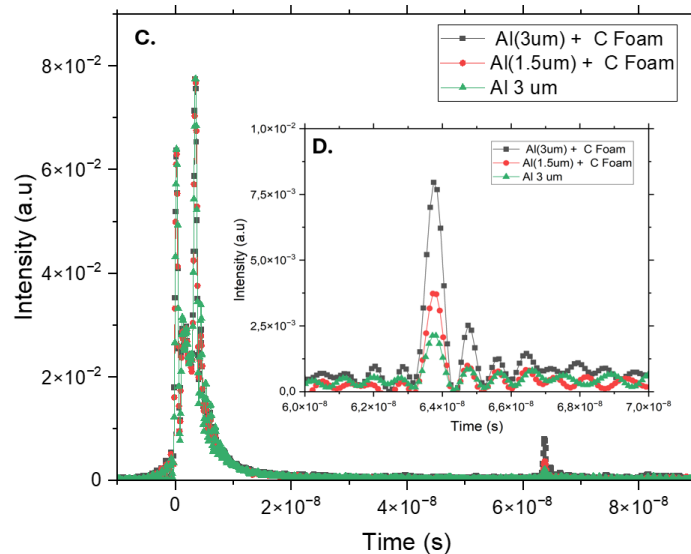 C.
Al(3um) + C Foam
Al(1.5um) + C Foam
Al 3 um
8×10⁻²
6×10⁻²
4×10⁻²
2×10⁻²
0
Intensity (a.u)
0
2×10⁻⁸
4×10⁻⁸
6×10⁻⁸
8×10⁻⁸
Time (s)
D.
Al(3um) + C Foam
Al(1.5um) + C Foam
Al 3 um
1,0×10⁻²
7,5×10⁻³
5,0×10⁻³
2,5×10⁻³
0,0
Intensity (a.u)
6,0×10⁻⁸
6,2×10⁻⁸
6,4×10⁻⁸
6,6×10⁻⁸
6,8×10⁻⁸
7,0×10⁻⁸
Time (s)